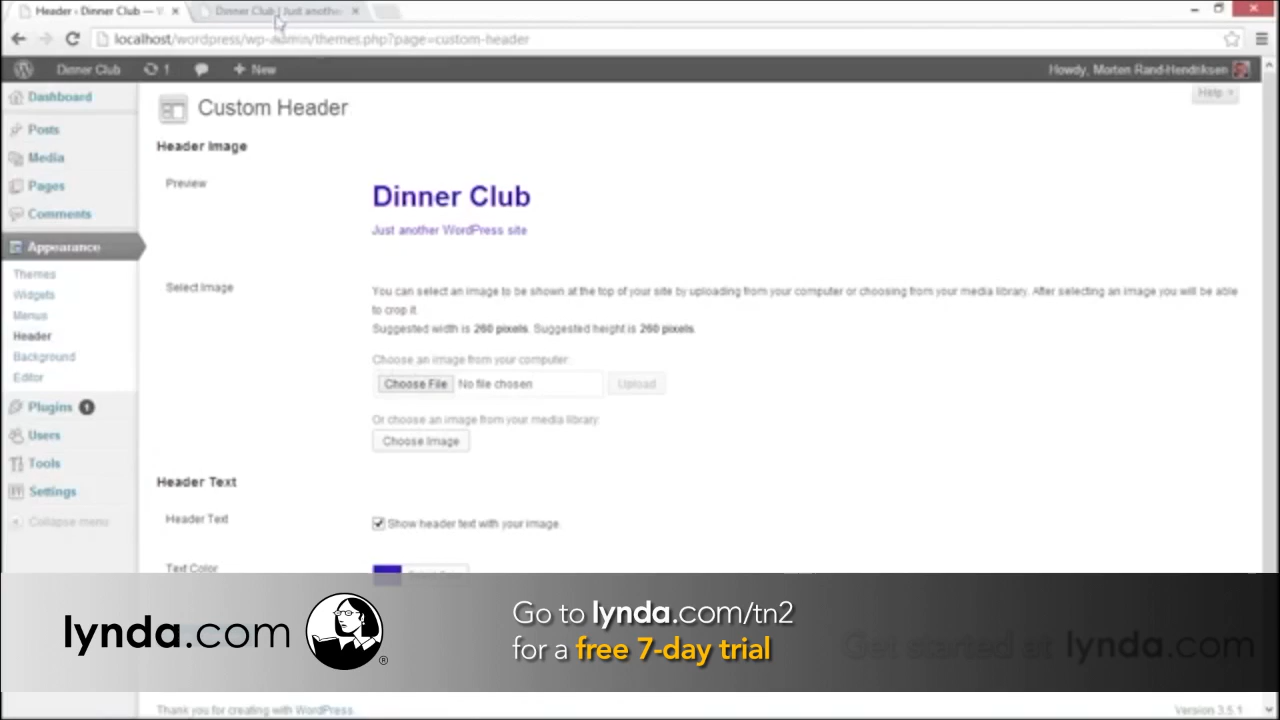 Header ‹ Dinner Club —
Dinner Club | Just anothe
localhost/wordpress/wp-admin/themes.php?page=custom-header
Dinner Club
1
New
Howdy, Morten Rand-Hendriksen
Help
Dashboard
Posts
Media
Pages
Comments
Appearance
Themes
Widgets
Menus
Header
Background
Editor
Plugins 1
Users
Tools
Settings
Collapse menu
Custom Header
Header Image
Preview
Dinner Club
Just another WordPress site
Select Image
You can select an image to be shown at the top of your site by uploading from your computer or choosing from your media library. After selecting an image you will be able
to crop it.
Suggested width is 260 pixels. Suggested height is 260 pixels.
Choose an image from your computer:
Choose File No file chosen
Upload
Or choose an image from your media library:
Choose Image
Header Text
Header Text
Show header text with your image.
Text Color
lynda.com ®
Go to lynda.com/tn2
for a free 7-day trial
Get started at lynda.com
Thank you for creating with WordPress.
Version 3.5.1